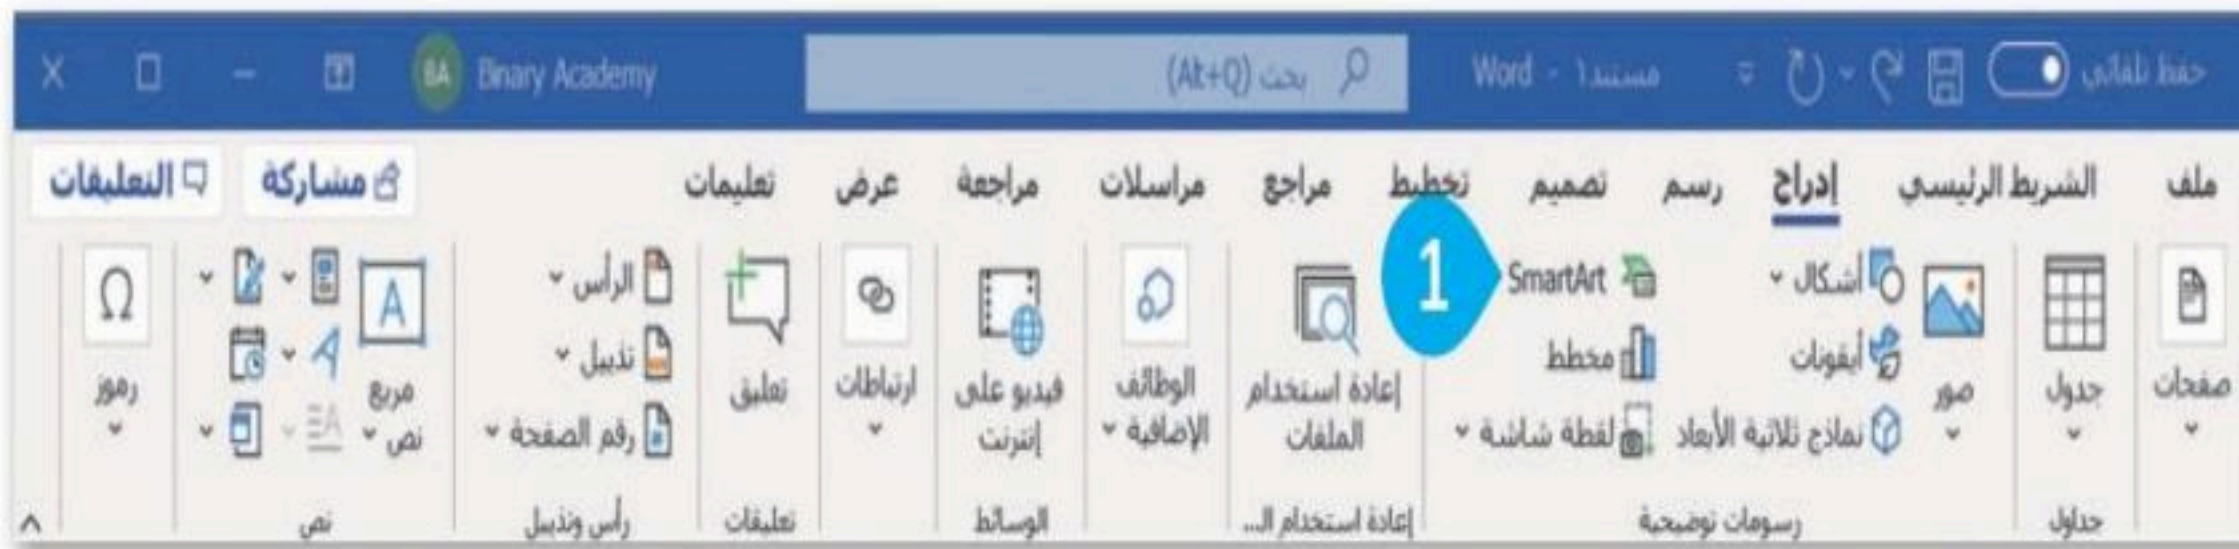 حفظ تلقائي مستند1 - Word بحث (Alt+Q) Binary Academy BA
ملف الشريط الرئيسي إدراج رسم تصميم تخطيط مراجع مراسلات مراجعة عرض تعليمات مشاركة التعليقات
صفحات
جدول
جداول
صور
أشكال
أيقونات
نماذج ثلاثية الأبعاد
SmartArt
مخطط
لقطة شاشة
رسومات توضيحية
1
إعادة استخدام
الملفات
إعادة استخدام الـ...
الوظائف
الإضافية
فيديو على
إنترنت
الوسائط
ارتباطات
تعليق
تعليقات
الرأس
تذييل
رقم الصفحة
رأس وتذييل
A
مربع
نص
نص
Ω
رموز